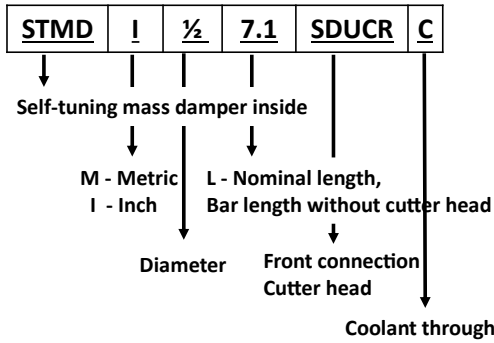 STMD I ½ 7.1 SDUCR C
Self-tuning mass damper inside
M - Metric
I - Inch
L - Nominal length,
Bar length without cutter head
Diameter
Front connection
Cutter head
Coolant through